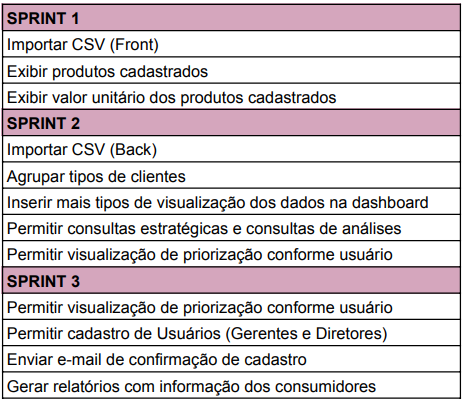 SPRINT 1
Importar CSV (Front)
Exibir produtos cadastrados
Exibir valor unitário dos produtos cadastrados
SPRINT 2
Importar CSV (Back)
Agrupar tipos de clientes
Inserir mais tipos de visualização dos dados na dashboard
Permitir consultas estratégicas e consultas de análises
Permitir visualização de priorização conforme usuário
SPRINT 3
Permitir visualização de priorização conforme usuário
Permitir cadastro de Usuários (Gerentes e Diretores)
Enviar e-mail de confirmação de cadastro
Gerar relatórios com informação dos consumidores